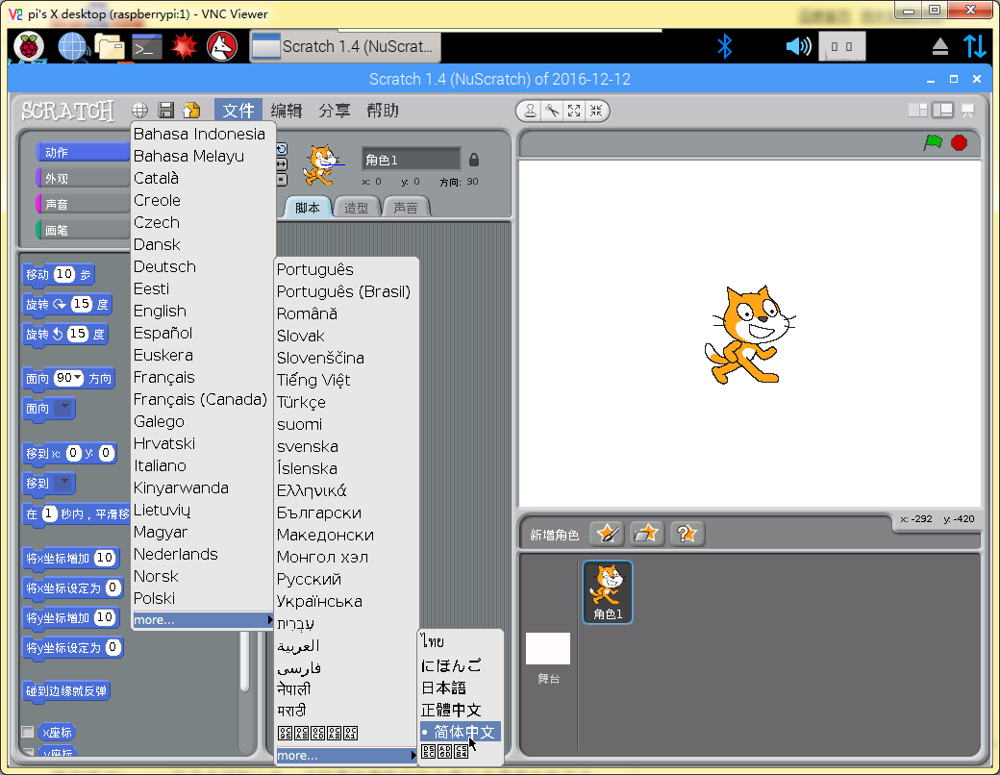 pi's X desktop (raspberrypi:1) - VNC Viewer
Scratch 1.4 (NuScrat...
Scratch 1.4 (NuScratch) of 2016-12-12
SCRATCH
文件
编辑
分享
帮助
动作
外观
声音
画笔
移动 10 步
旋转 15 度
旋转 15 度
面向 90 方向
面向
移到 x: 0 y: 0
移到
在 1 秒内，平滑移
将x坐标增加 10
将x坐标设定为 0
将y坐标增加 10
将y坐标设定为 0
碰到边缘就反弹
x座标
y座标
Bahasa Indonesia
Bahasa Melayu
Català
Creole
Czech
Dansk
Deutsch
Eesti
English
Español
Euskera
Français
Français (Canada)
Galego
Hrvatski
Italiano
Kinyarwanda
Lietuvių
Magyar
Nederlands
Norsk
Polski
more...
角色1
x: 0 y: 0 方向: 90
脚本
造型
声音
Português
Português (Brasil)
Română
Slovak
Slovenščina
Tiếng Việt
Türkçe
suomi
svenska
Íslenska
Ελληνικά
Български
Македонски
Монгол хэл
Русский
Українська
עִבְרִית
العربية
فارسی
नेपाली
मराठी
more...
ไทย
にほんご
日本語
正體中文
• 简体中文
x: -292 y: -420
新增角色
角色1
舞台